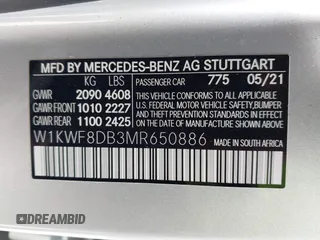 MFD BY MERCEDES-BENZ AG STUTTGART
KG LBS PASSENGER CAR 775 05/21
GVWR 2090 4608
GAWR FRONT 1010 2227
GAWR REAR 1100 2425
THIS VEHICLE CONFORMS TO ALL APPLICABLE
U.S. FEDERAL MOTOR VEHICLE SAFETY, BUMPER,
AND THEFT PREVENTION STANDARDS
IN EFFECT ON THE DATE OF
MANUFACTURE SHOWN ABOVE.
W1KWF8DB3MR650886
MADE IN SOUTH AFRICA
DREAMBID